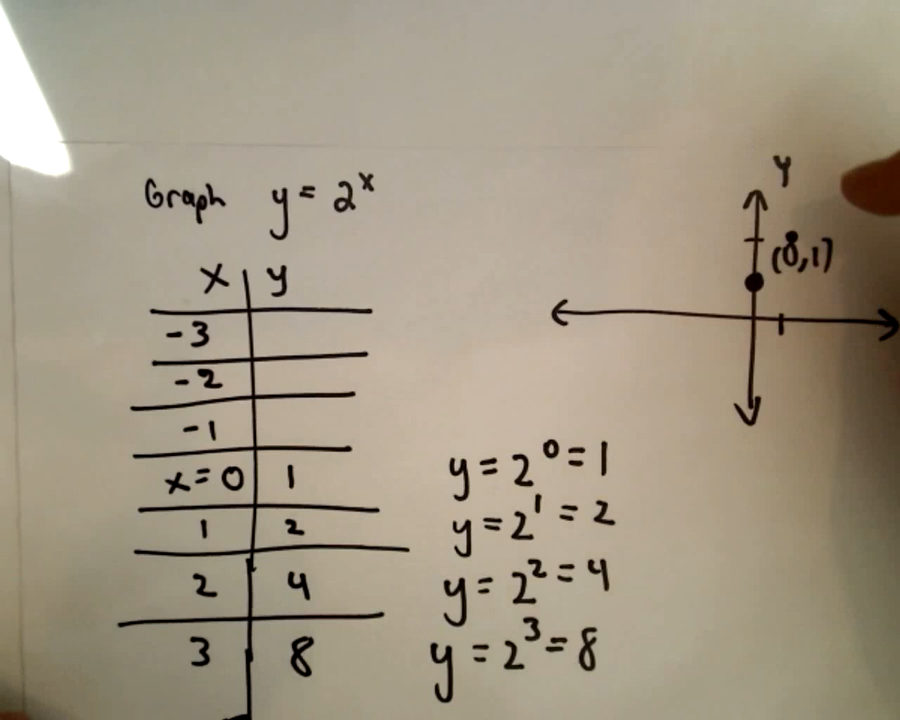 Graph y = 2^x
x y
-3
-2
-1
x=0 1
1 2
2 4
3 8
y = 2^0 = 1
y = 2^1 = 2
y = 2^2 = 4
y = 2^3 = 8
y
(0,1)